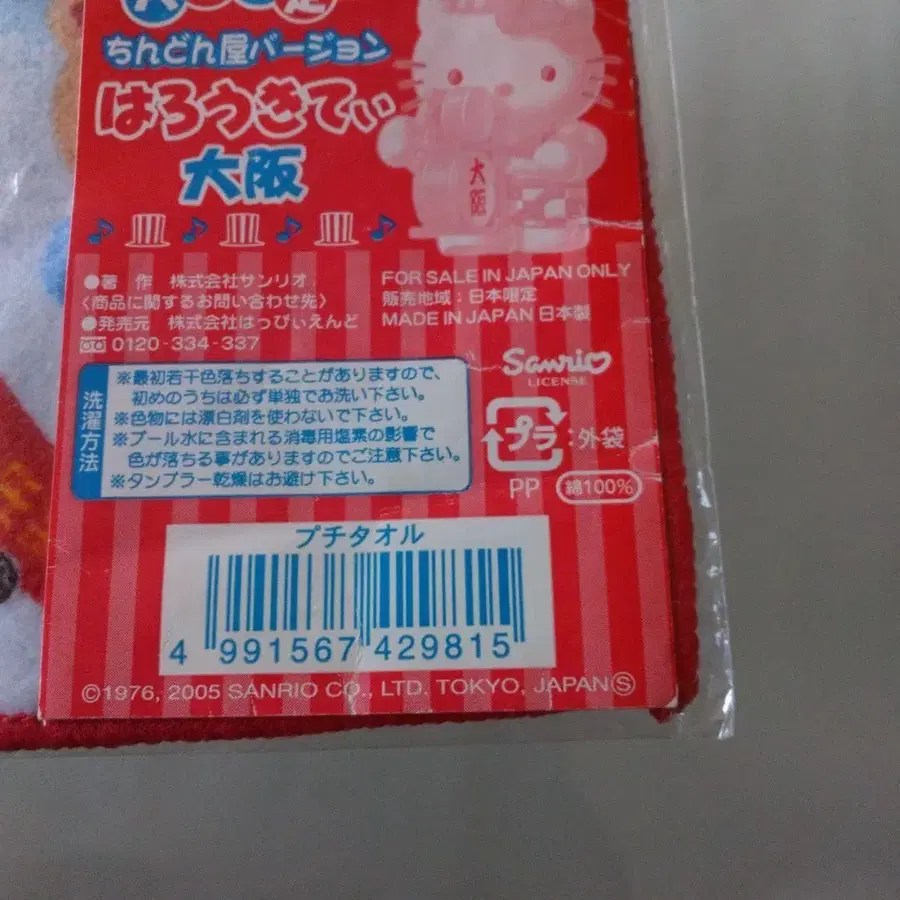 ちんどん屋バージョン
はろうきてぃ
大阪
大阪
●著 作 株式会社サンリオ
〈商品に関するお問い合わせ先〉
●発売元 株式会社はっぴぃえんど
0120-334-337
FOR SALE IN JAPAN ONLY
販売地域：日本限定
MADE IN JAPAN 日本製
Sanrio
LICENSE
洗濯方法
※最初若干色落ちすることがありますので、
初めのうちは必ず単独でお洗い下さい。
※色物には漂白剤を使わないで下さい。
※プール水に含まれる消毒用塩素の影響で
色が落ちる事がありますのでご注意下さい。
※タンブラー乾燥はお避け下さい。
プラ：外袋
PP 綿100%
プチタオル
4 991567 429815
©1976, 2005 SANRIO CO., LTD. TOKYO, JAPAN Ⓢ